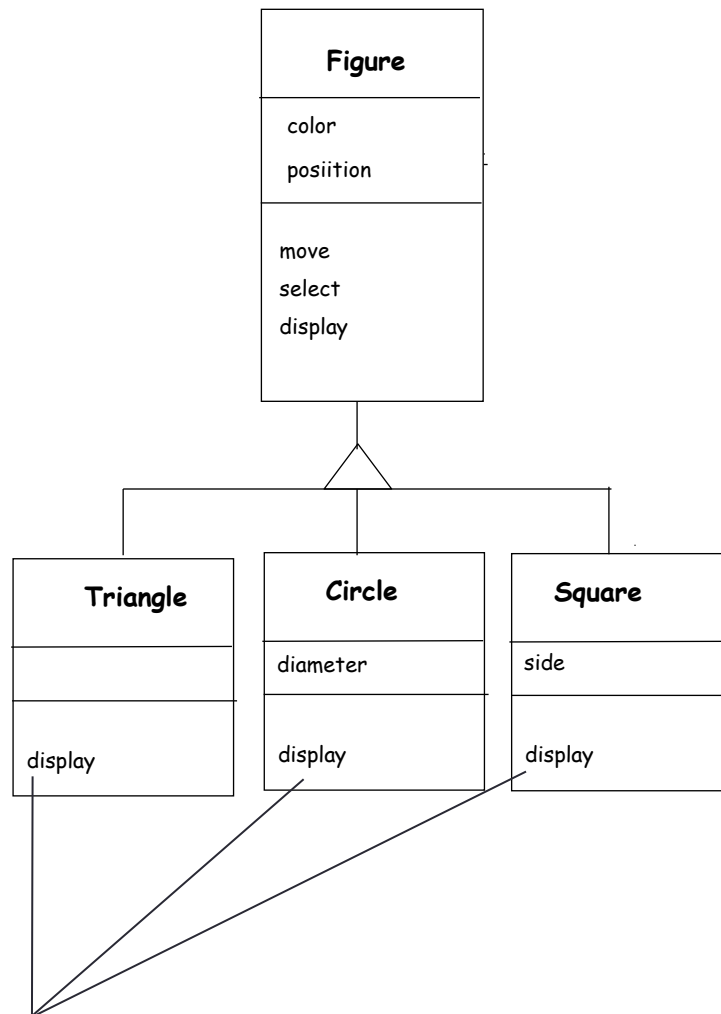 Figure
color
posiition
move
select
display
Triangle
display
Circle
diameter
display
Square
side
display